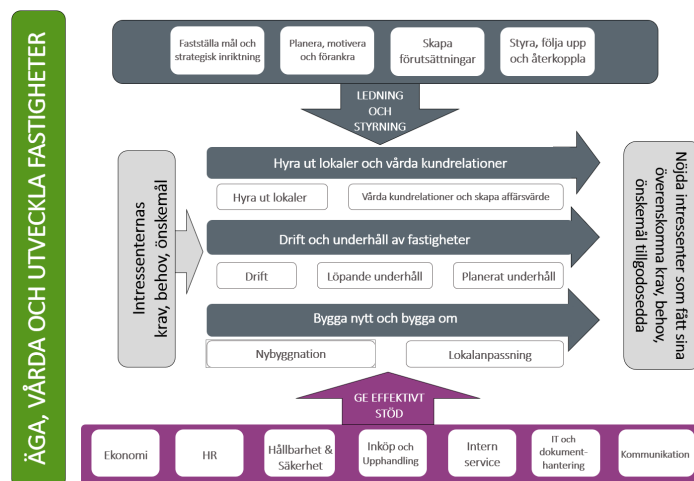 ÄGA, VÅRDA OCH UTVECKLA FASTIGHETER
Fastställa mål och
strategisk inriktning
Planera, motivera
och förankra
Skapa
förutsättningar
Styra, följa upp
och återkoppla
LEDNING
OCH
STYRNING
Intressenternas
krav, behov, önskemål
Hyra ut lokaler och vårda kundrelationer
Hyra ut lokaler
Vårda kundrelationer och skapa affärsvärde
Drift och underhåll av fastigheter
Drift
Löpande underhåll
Planerat underhåll
Bygga nytt och bygga om
Nybyggnation
Lokalanpassning
Nöjda intressenter som fått sina
överenskomna krav, behov,
önskemål tillgodosedda
GE EFFEKTIVT
STÖD
Ekonomi
HR
Hållbarhet &
Säkerhet
Inköp och
Upphandling
Intern
service
IT och
dokument-
hantering
Kommunikation